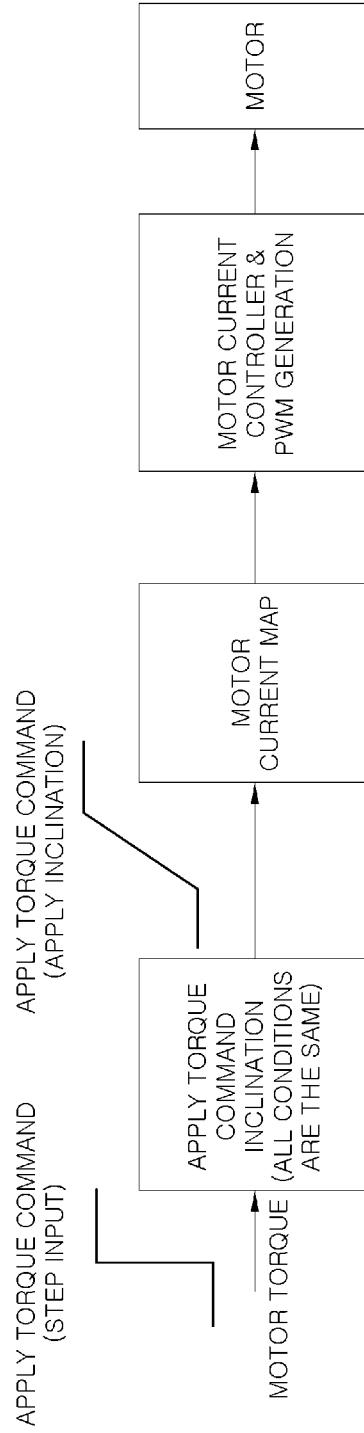 APPLY TORQUE COMMAND
(STEP INPUT)
APPLY TORQUE COMMAND
(APPLY INCLINATION)
MOTOR TORQUE
APPLY TORQUE
COMMAND
INCLINATION
(ALL CONDITIONS
ARE THE SAME)
MOTOR
CURRENT MAP
MOTOR CURRENT
CONTROLLER &
PWM GENERATION
MOTOR